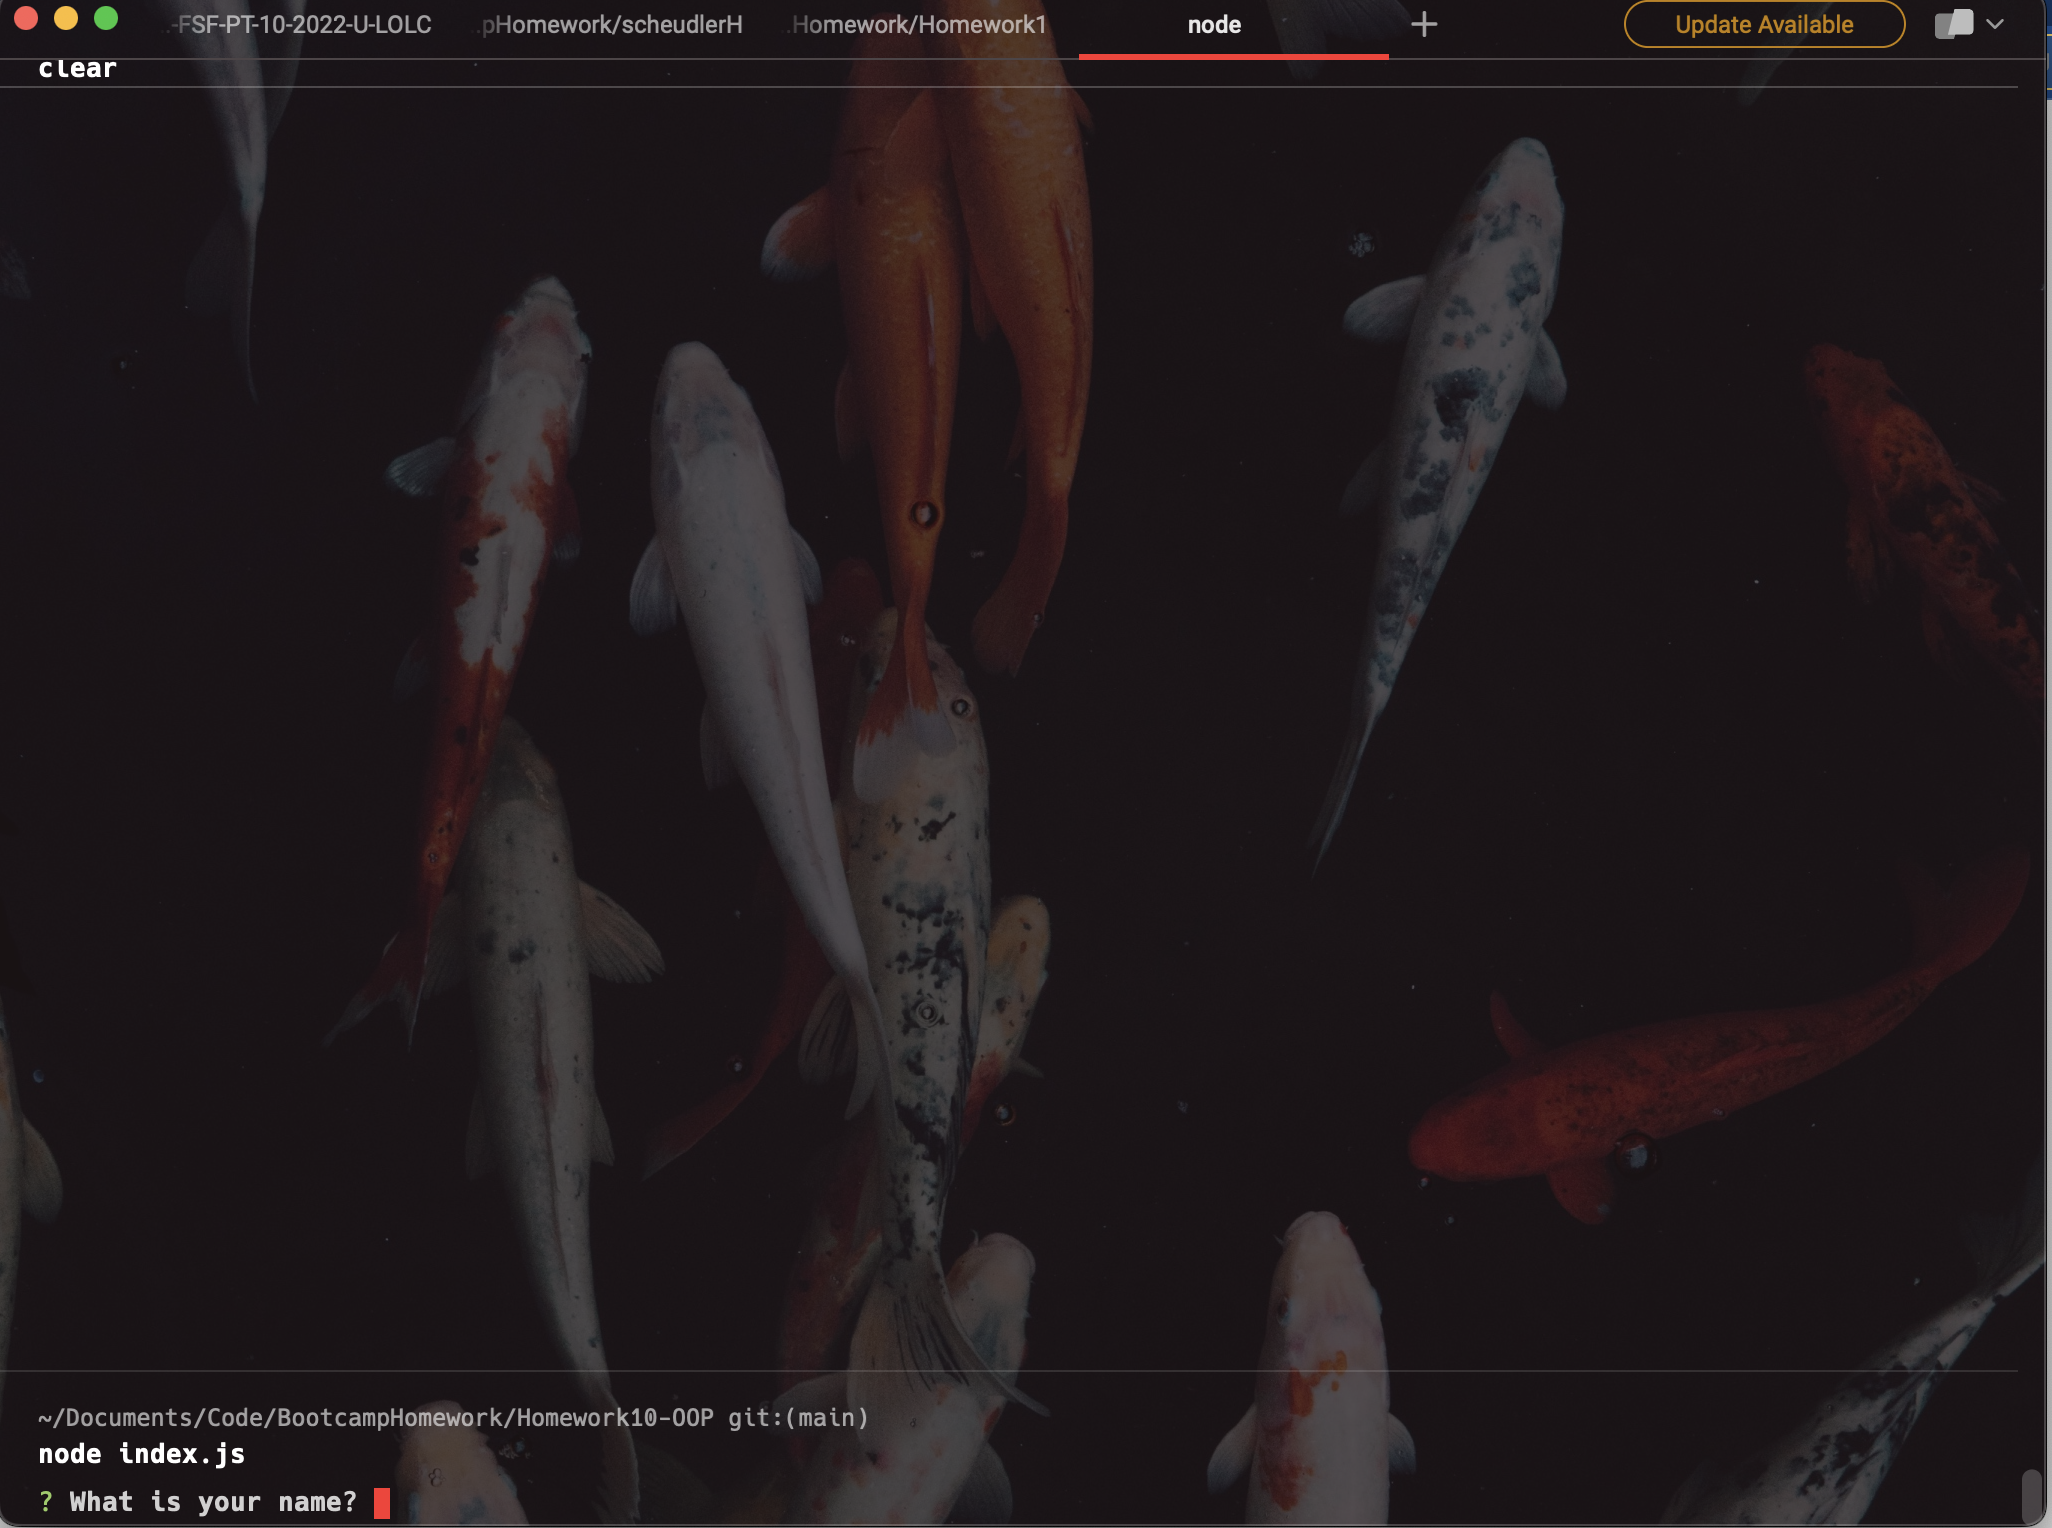 -FSF-PT-10-2022-U-LOLC ..pHomework/scheudlerH ..Homework/Homework1 node + Update Available
clear
~/Documents/Code/BootcampHomework/Homework10-OOP git:(main)
node index.js
? What is your name?